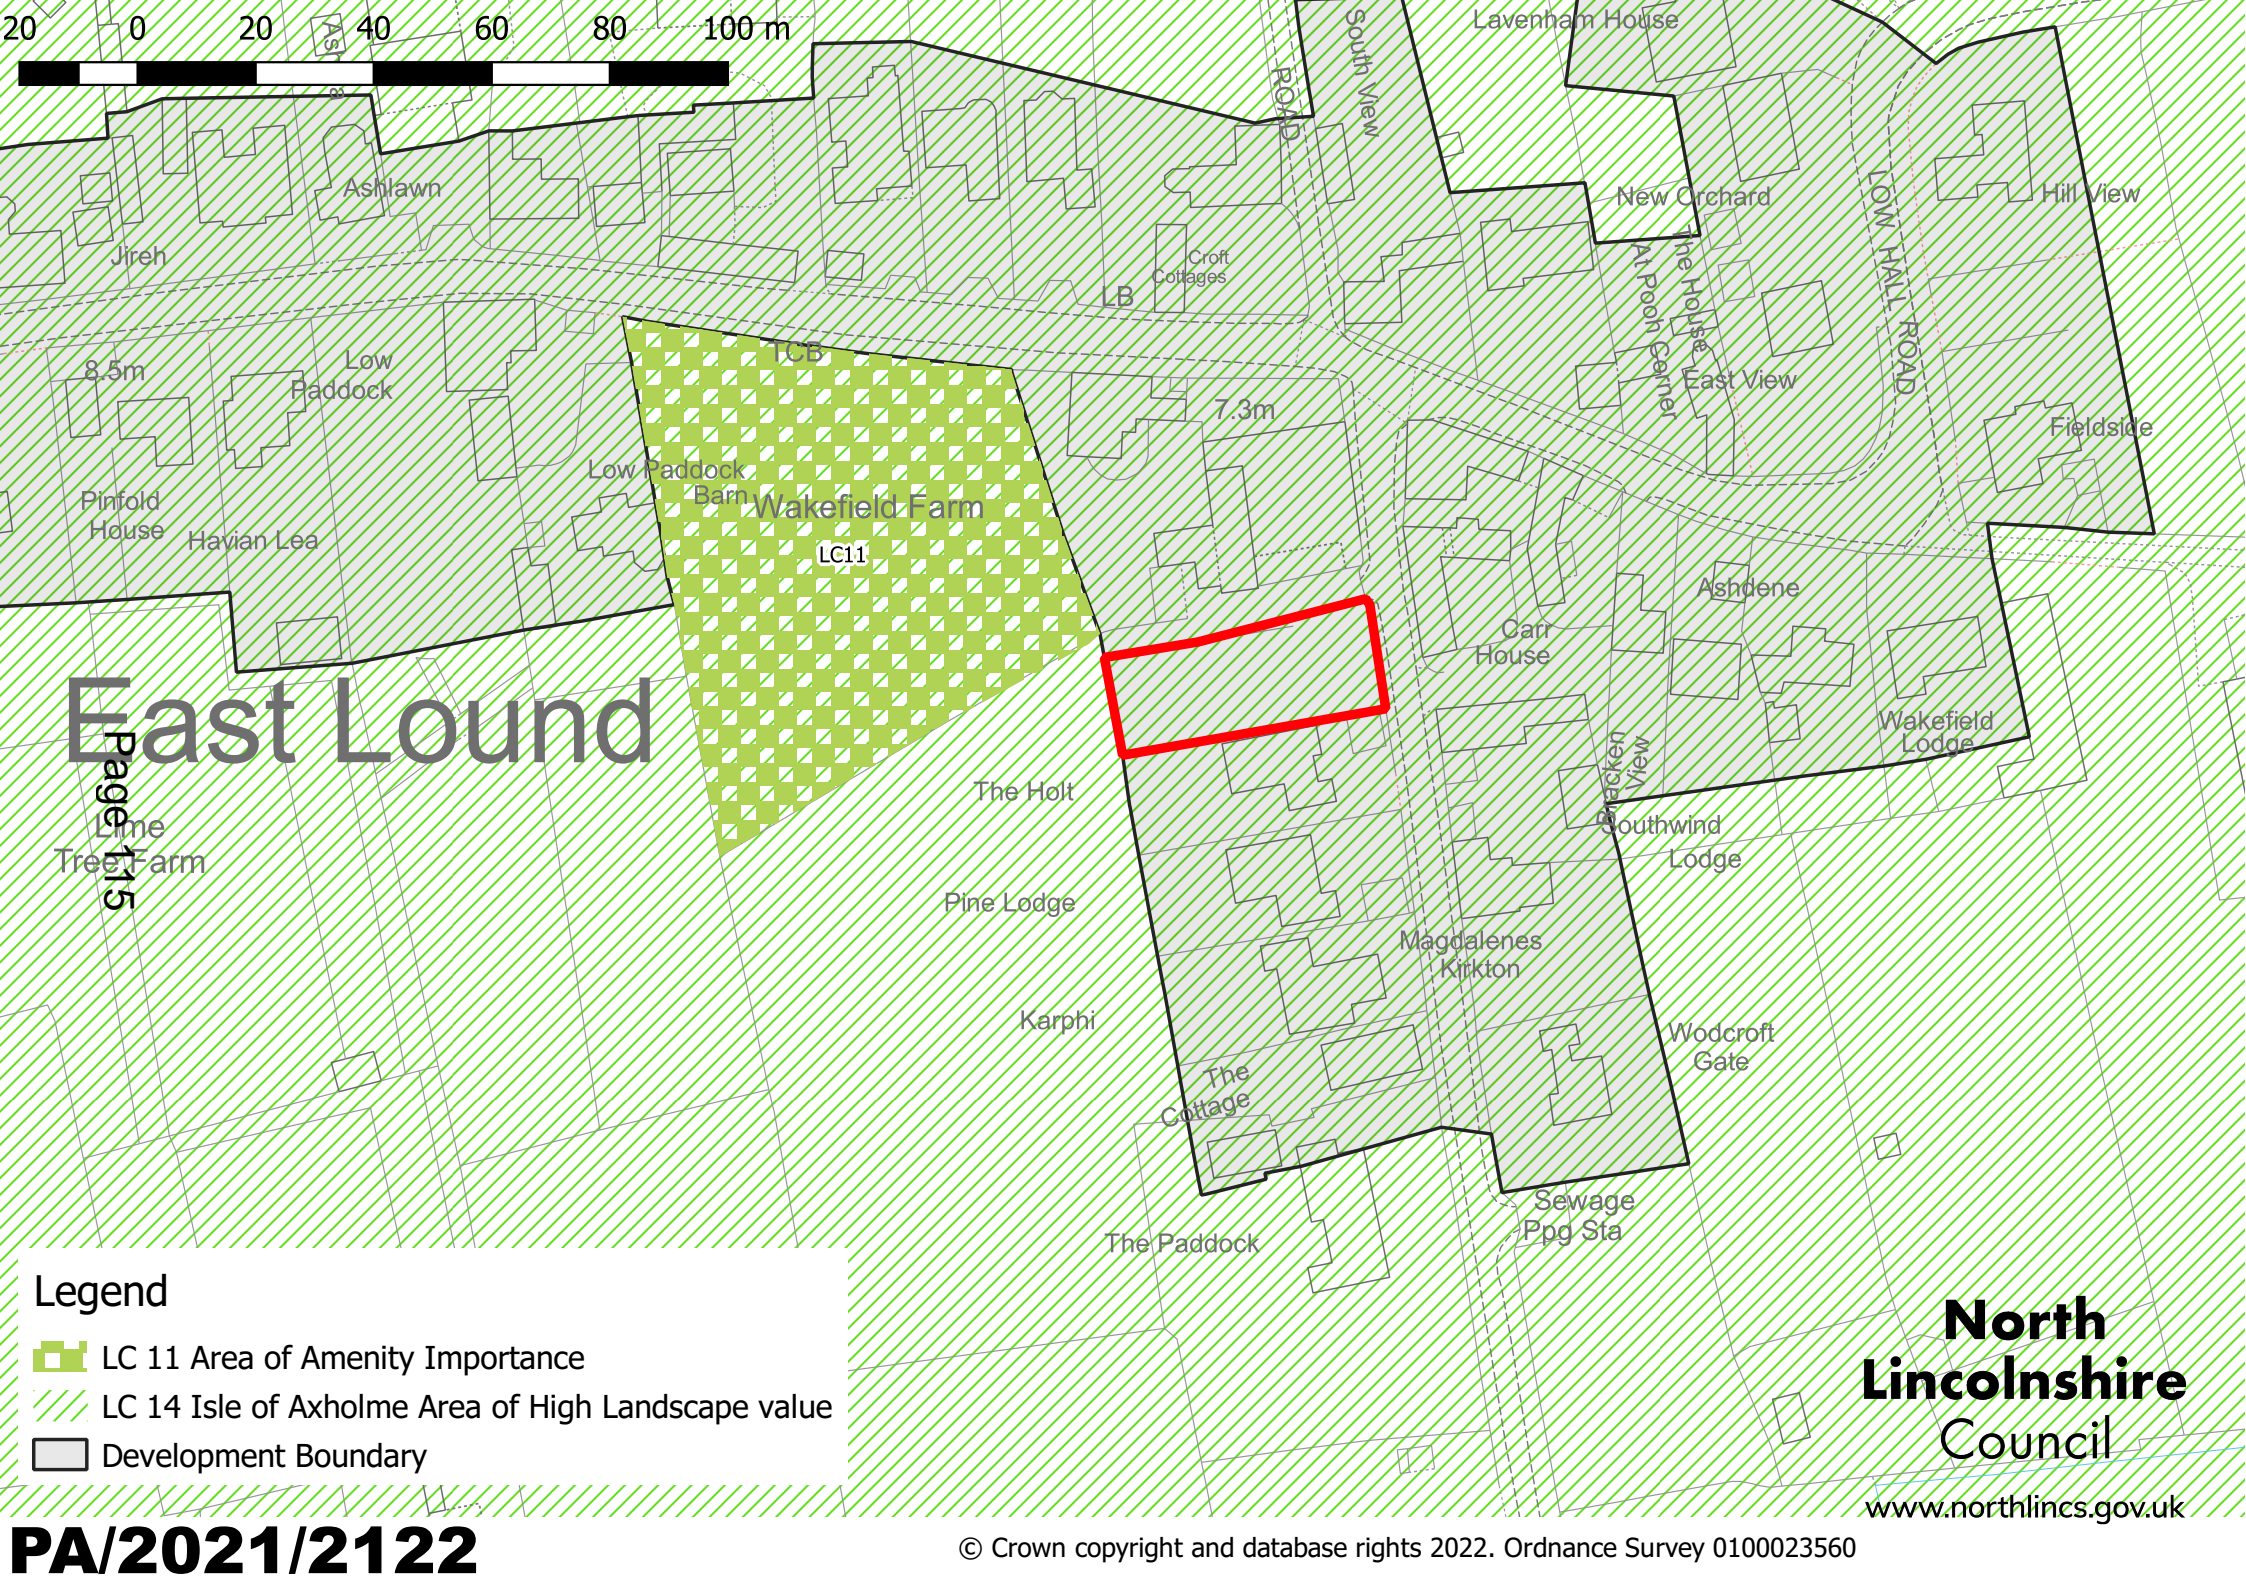 20 0 20 40 60 80 100 m
South View
Lavenham House
ROAD
Ashlawn
New Orchard
LOW HALL ROAD
Hill View
Jireh
Croft
Cottages
LB
The House
At Pooh Corner
8.5m
Low
Paddock
TCB
7.3m
East View
Fieldside
Low Paddock
Barn
Wakefield Farm
Pinfold
House
Havian Lea
LC11
Ashdene
Carr
House
East Lound
Page 115
Wakefield
Lodge
Bracken
View
The Holt
Lime
Tree Farm
Southwind
Lodge
Pine Lodge
Magdalenes
Kirkton
Karphi
Wodcroft
Gate
The
Cottage
Sewage
Ppg Sta
The Paddock
Legend
LC 11 Area of Amenity Importance
LC 14 Isle of Axholme Area of High Landscape value
Development Boundary
North
Lincolnshire
Council
www.northlincs.gov.uk
PA/2021/2122
© Crown copyright and database rights 2022. Ordnance Survey 0100023560